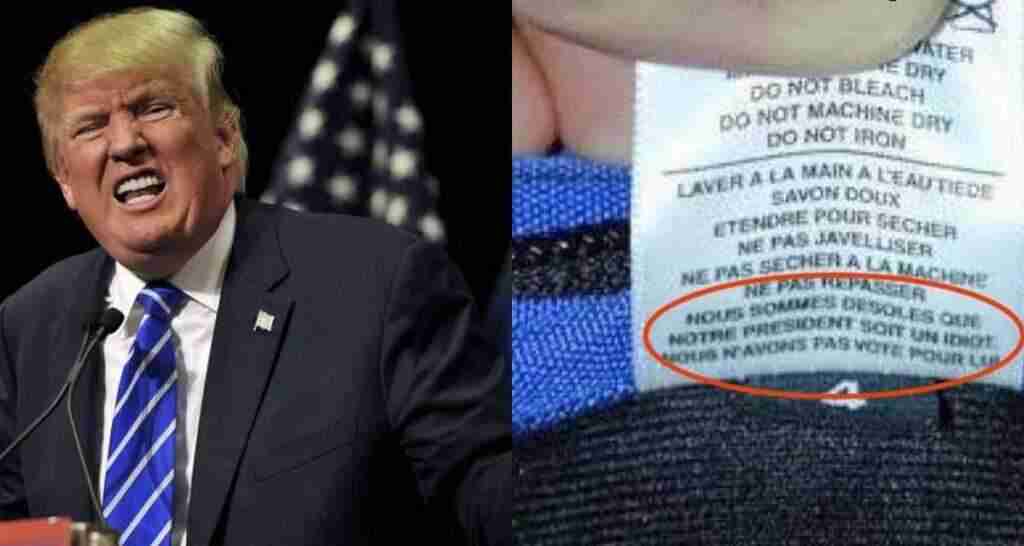 WATER
DRY
DO NOT BLEACH
DO NOT MACHINE DRY
DO NOT IRON
LAVER A LA MAIN A L'EAU TIEDE
SAVON DOUX
ETENDRE POUR SECHER
NE PAS JAVELLISER
NE PAS SECHER A LA MACHINE
NE PAS REPASSER
NOUS SOMMES DESOLES QUE
NOTRE PRESIDENT SOIT UN IDIOT
NOUS N'AVONS PAS VOTE POUR LUI
4